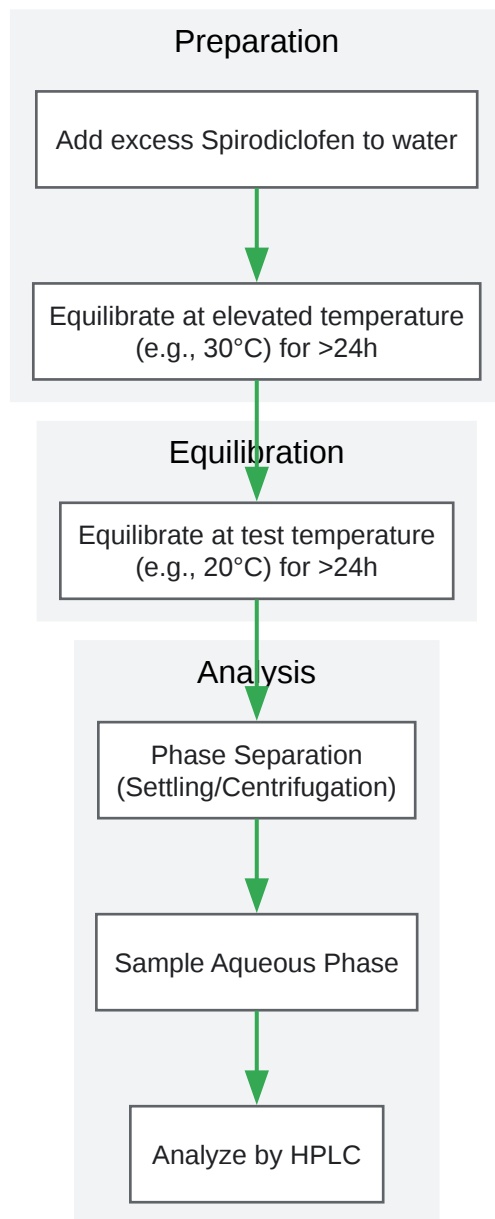 Preparation
Add excess Spirodiclofen to water
Equilibrate at elevated temperature
(e.g., 30°C) for >24h
Equilibration
Equilibrate at test temperature
(e.g., 20°C) for >24h
Analysis
Phase Separation
(Settling/Centrifugation)
Sample Aqueous Phase
Analyze by HPLC